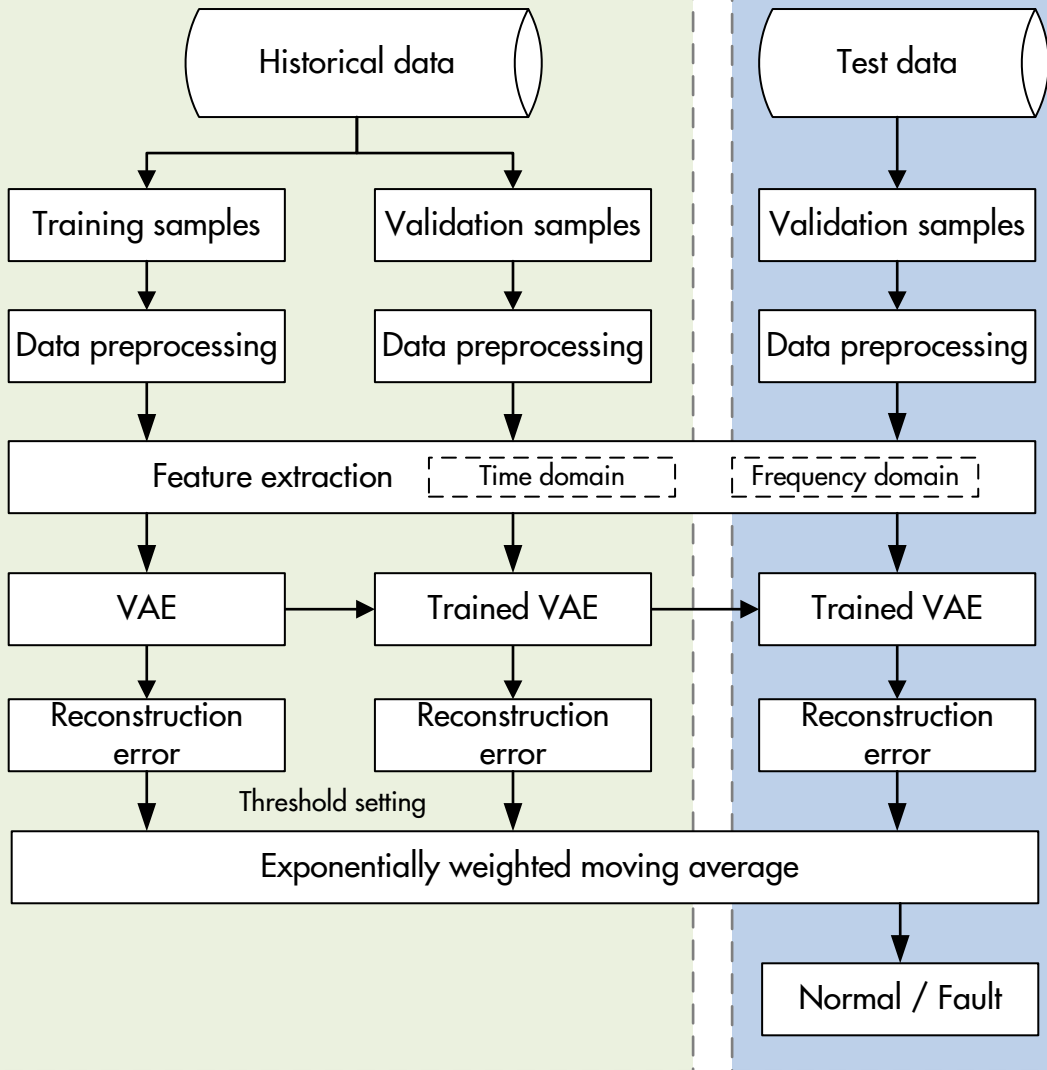 Historical data
Test data
Training samples
Validation samples
Validation samples
Data preprocessing
Data preprocessing
Data preprocessing
Feature extraction
Time domain
Frequency domain
VAE
Trained VAE
Trained VAE
Reconstruction
error
Reconstruction
error
Reconstruction
error
Threshold setting
Exponentially weighted moving average
Normal / Fault